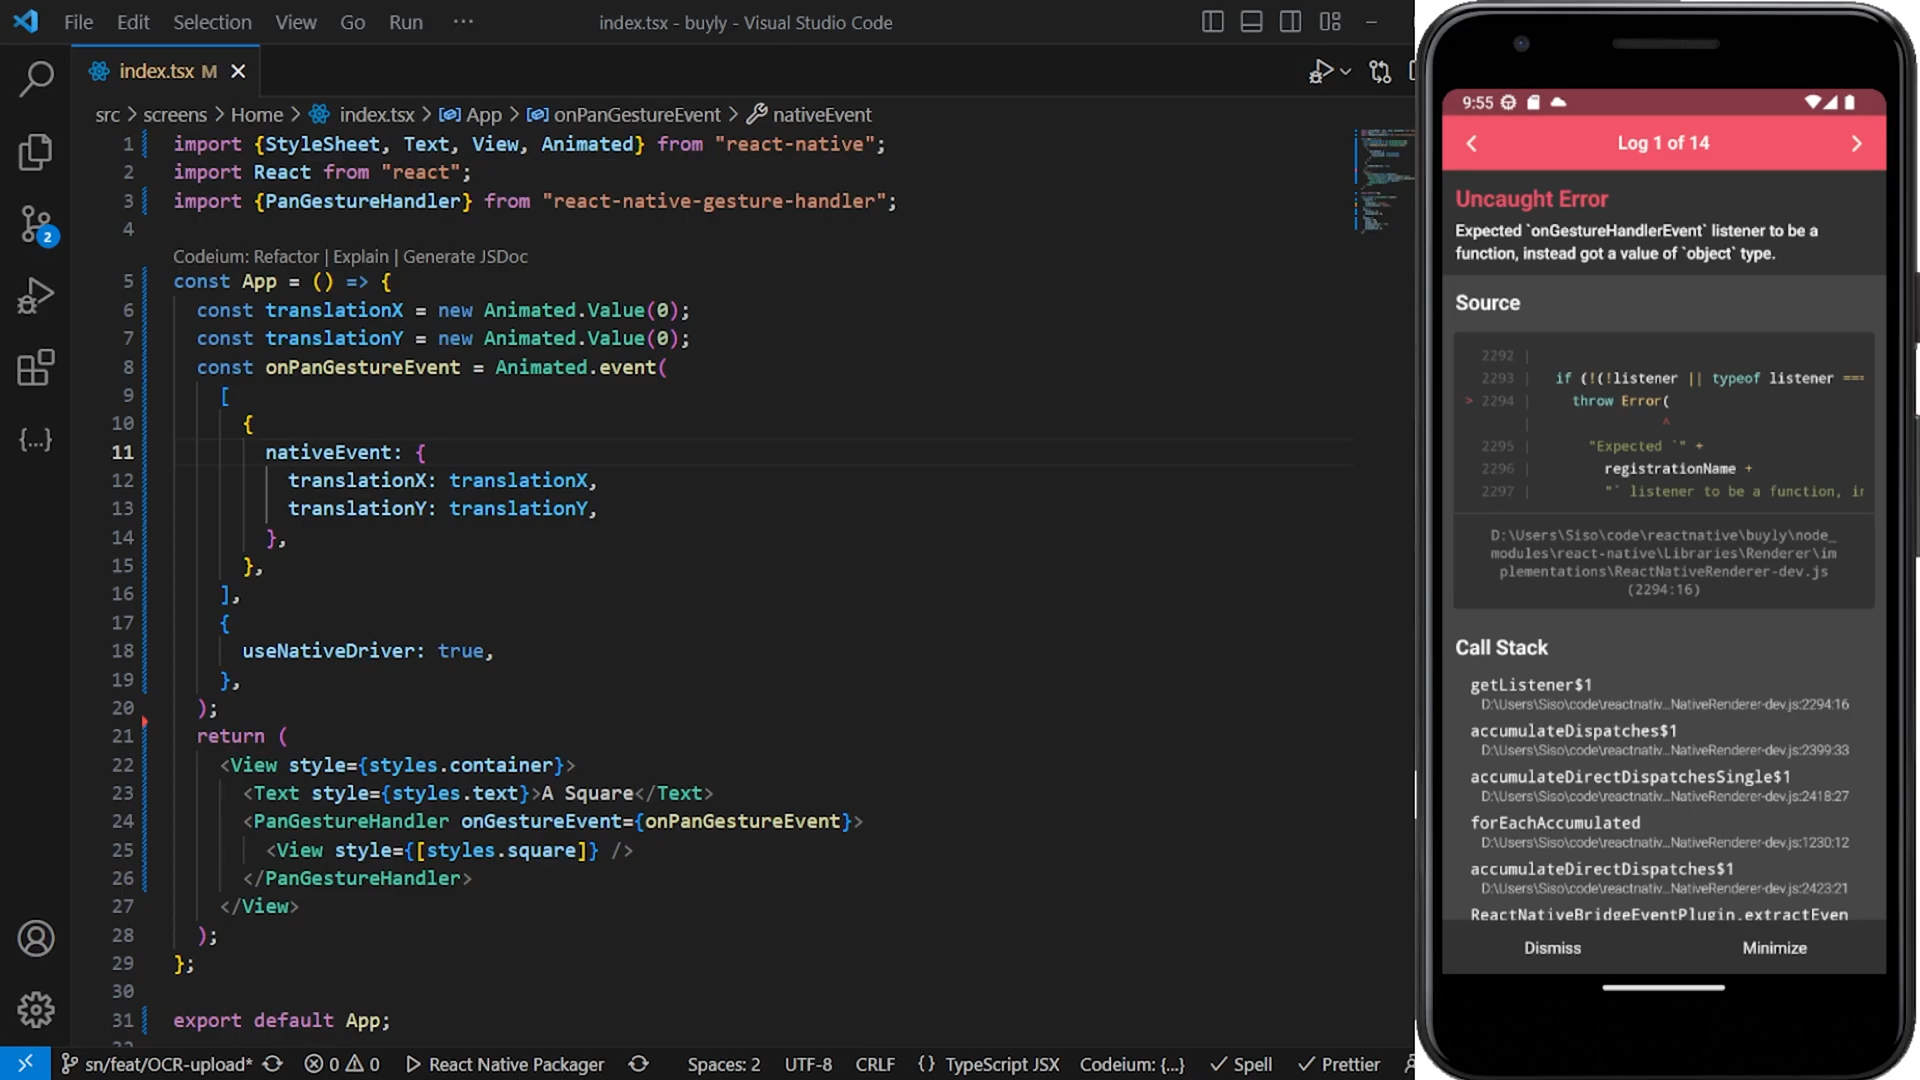 File Edit Selection View Go Run ···
index.tsx - buyly - Visual Studio Code
index.tsx M
src > screens > Home > index.tsx > App > onPanGestureEvent > nativeEvent
1 import {StyleSheet, Text, View, Animated} from "react-native";
2 import React from "react";
3 import {PanGestureHandler} from "react-native-gesture-handler";
4
Codeium: Refactor | Explain | Generate JSDoc
5 const App = () => {
6 const translationX = new Animated.Value(0);
7 const translationY = new Animated.Value(0);
8 const onPanGestureEvent = Animated.event(
9 [
10 {
11 nativeEvent: {
12 translationX: translationX,
13 translationY: translationY,
14 },
15 },
16 ],
17 {
18 useNativeDriver: true,
19 },
20 );
21 return (
22 <View style={styles.container}>
23 <Text style={styles.text}>A Square</Text>
24 <PanGestureHandler onGestureEvent={onPanGestureEvent}>
25 <View style={[styles.square]} />
26 </PanGestureHandler>
27 </View>
28 );
29 };
30
31 export default App;
2
{...}
sn/feat/OCR-upload* 0 0 React Native Packager Spaces: 2 UTF-8 CRLF {} TypeScript JSX Codeium: {...} Spell Prettier
9:55
Log 1 of 14
Uncaught Error
Expected `onGestureHandlerEvent` listener to be a
function, instead got a value of `object` type.
Source
2292 |
2293 | if (!(!listener || typeof listener ===
> 2294 | throw Error(
| ^
2295 | "Expected `" +
2296 | registrationName +
2297 | "` listener to be a function, in
D:\Users\Siso\code\reactnative\buyly\node_
modules\react-native\Libraries\Renderer\im
plementations\ReactNativeRenderer-dev.js
(2294:16)
Call Stack
getListener$1
D:\Users\Siso\code\reactnativ…NativeRenderer-dev.js:2294:16
accumulateDispatches$1
D:\Users\Siso\code\reactnativ…NativeRenderer-dev.js:2399:33
accumulateDirectDispatchesSingle$1
D:\Users\Siso\code\reactnativ…NativeRenderer-dev.js:2418:27
forEachAccumulated
D:\Users\Siso\code\reactnativ…NativeRenderer-dev.js:1230:12
accumulateDirectDispatches$1
D:\Users\Siso\code\reactnativ…NativeRenderer-dev.js:2423:21
ReactNativeBridgeEventPlugin.extractEven
Dismiss Minimize